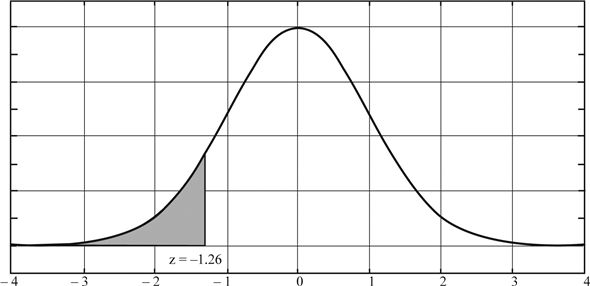 z = –1.26
–4 –3 –2 –1 0 1 2 3 4